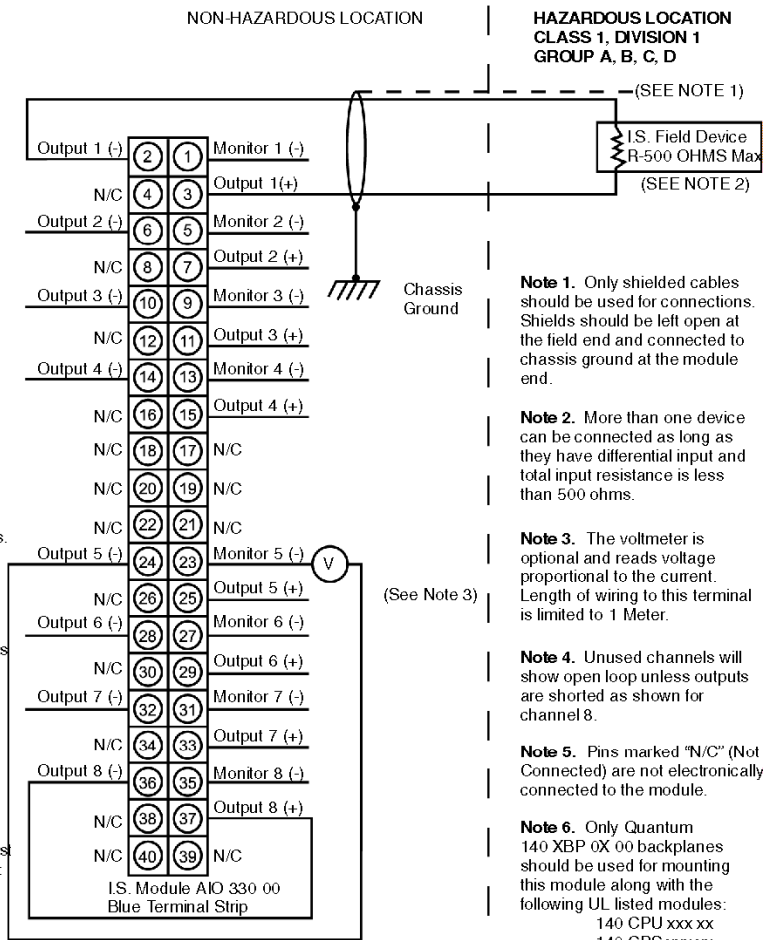 NON-HAZARDOUS LOCATION
HAZARDOUS LOCATION
CLASS 1, DIVISION 1
GROUP A, B, C, D
(SEE NOTE 1)
I.S. Field Device
R-500 OHMS Max
(SEE NOTE 2)
Output 1 (-) 2 1 Monitor 1 (-)
N/C 4 3 Output 1(+)
Output 2 (-) 6 5 Monitor 2 (-)
N/C 8 7 Output 2 (+)
Output 3 (-) 10 9 Monitor 3 (-)
N/C 12 11 Output 3 (+)
Output 4 (-) 14 13 Monitor 4 (-)
N/C 16 15 Output 4 (+)
N/C 18 17 N/C
N/C 20 19 N/C
N/C 22 21 N/C
Output 5 (-) 24 23 Monitor 5 (-) V
N/C 26 25 Output 5 (+)
Output 6 (-) 28 27 Monitor 6 (-)
N/C 30 29 Output 6 (+)
Output 7 (-) 32 31 Monitor 7 (-)
N/C 34 33 Output 7 (+)
Output 8 (-) 36 35 Monitor 8 (-)
N/C 38 37 Output 8 (+)
N/C 40 39 N/C
I.S. Module AIO 330 00
Blue Terminal Strip
Chassis
Ground
(See Note 3)
Note 1. Only shielded cables
should be used for connections.
Shields should be left open at
the field end and connected to
chassis ground at the module
end.
Note 2. More than one device
can be connected as long as
they have differential input and
total input resistance is less
than 500 ohms.
Note 3. The voltmeter is
optional and reads voltage
proportional to the current.
Length of wiring to this terminal
is limited to 1 Meter.
Note 4. Unused channels will
show open loop unless outputs
are shorted as shown for
channel 8.
Note 5. Pins marked "N/C" (Not
Connected) are not electronically
connected to the module.
Note 6. Only Quantum
140 XBP 0X 00 backplanes
should be used for mounting
this module along with the
following UL listed modules:
140 CPU xxx xx